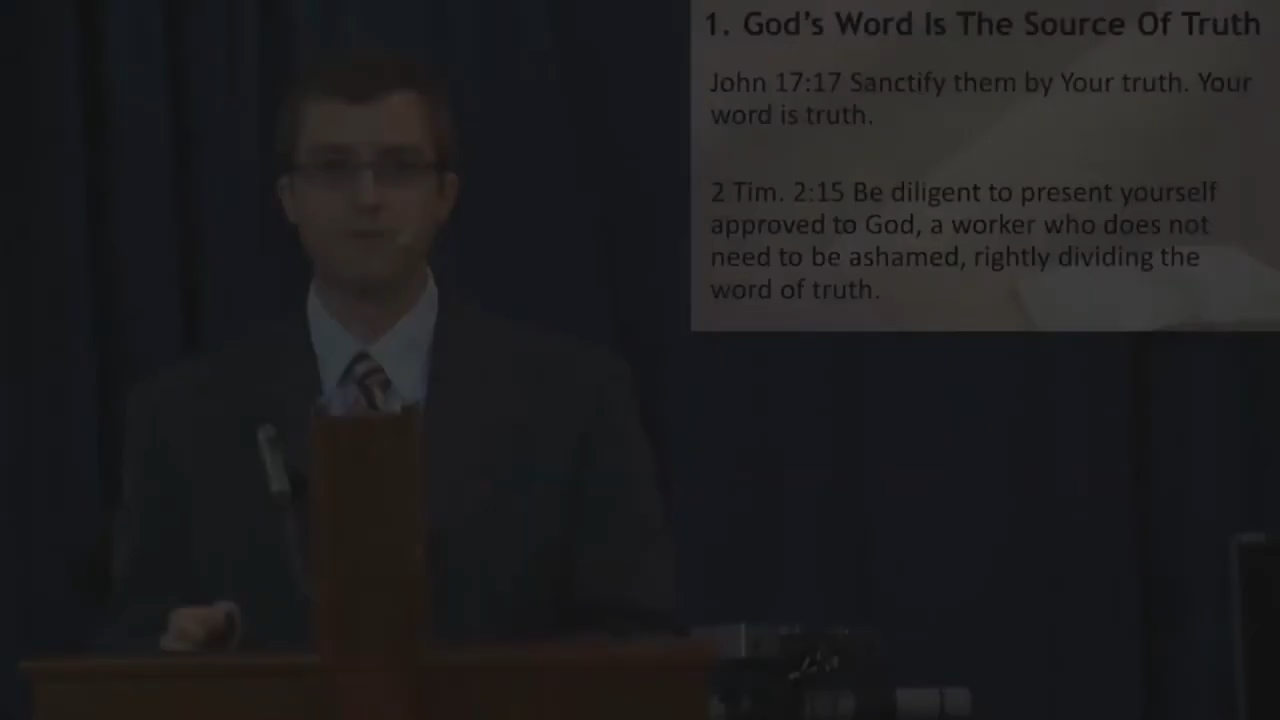 1. God's Word Is The Source Of Truth
John 17:17 Sanctify them by Your truth. Your
word is truth.
2 Tim. 2:15 Be diligent to present yourself
approved to God, a worker who does not
need to be ashamed, rightly dividing the
word of truth.